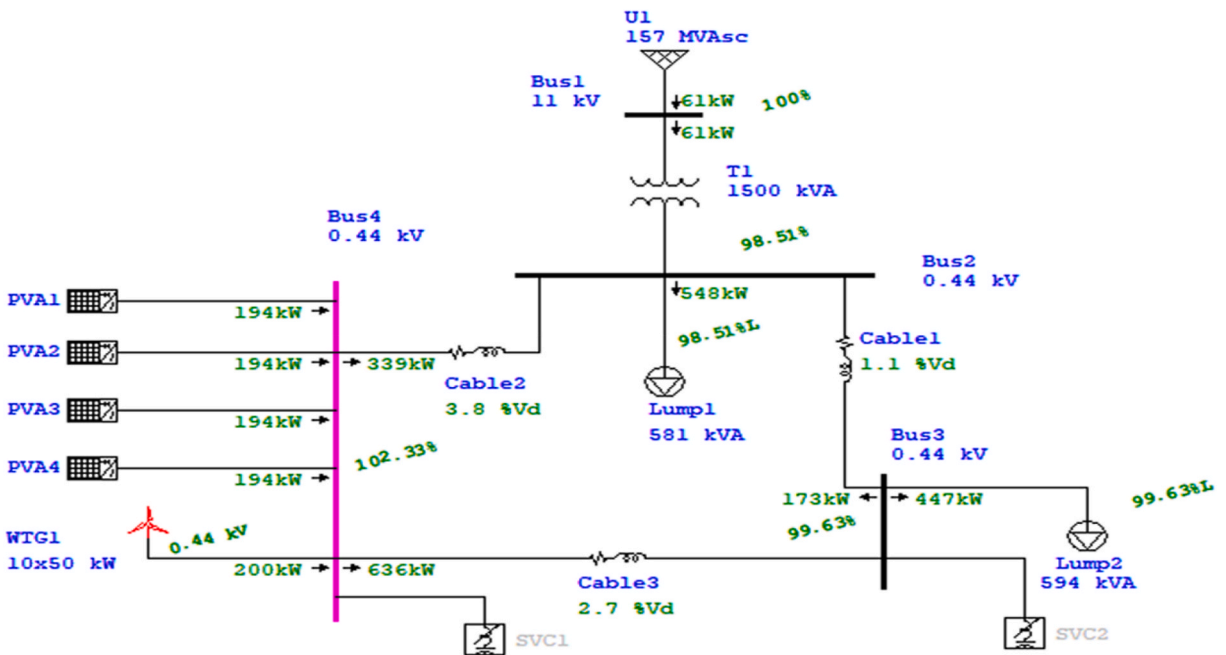 U1
157 MVAsc
Bus1
11 kV
61kW
100%
61kW
T1
1500 kVA
Bus4
0.44 kV
98.51%
Bus2
0.44 kV
PVA1
194kW
548kW
98.51%L
Cable1
1.1 %Vd
PVA2
194kW
339kW
Cable2
3.8 %Vd
Lump1
581 kVA
PVA3
194kW
Bus3
0.44 kV
102.33%
PVA4
194kW
173kW
447kW
99.63%L
99.63%
WTG1
10x50 kW
0.44 kV
200kW
636kW
Cable3
2.7 %Vd
Lump2
594 kVA
SVC1
SVC2